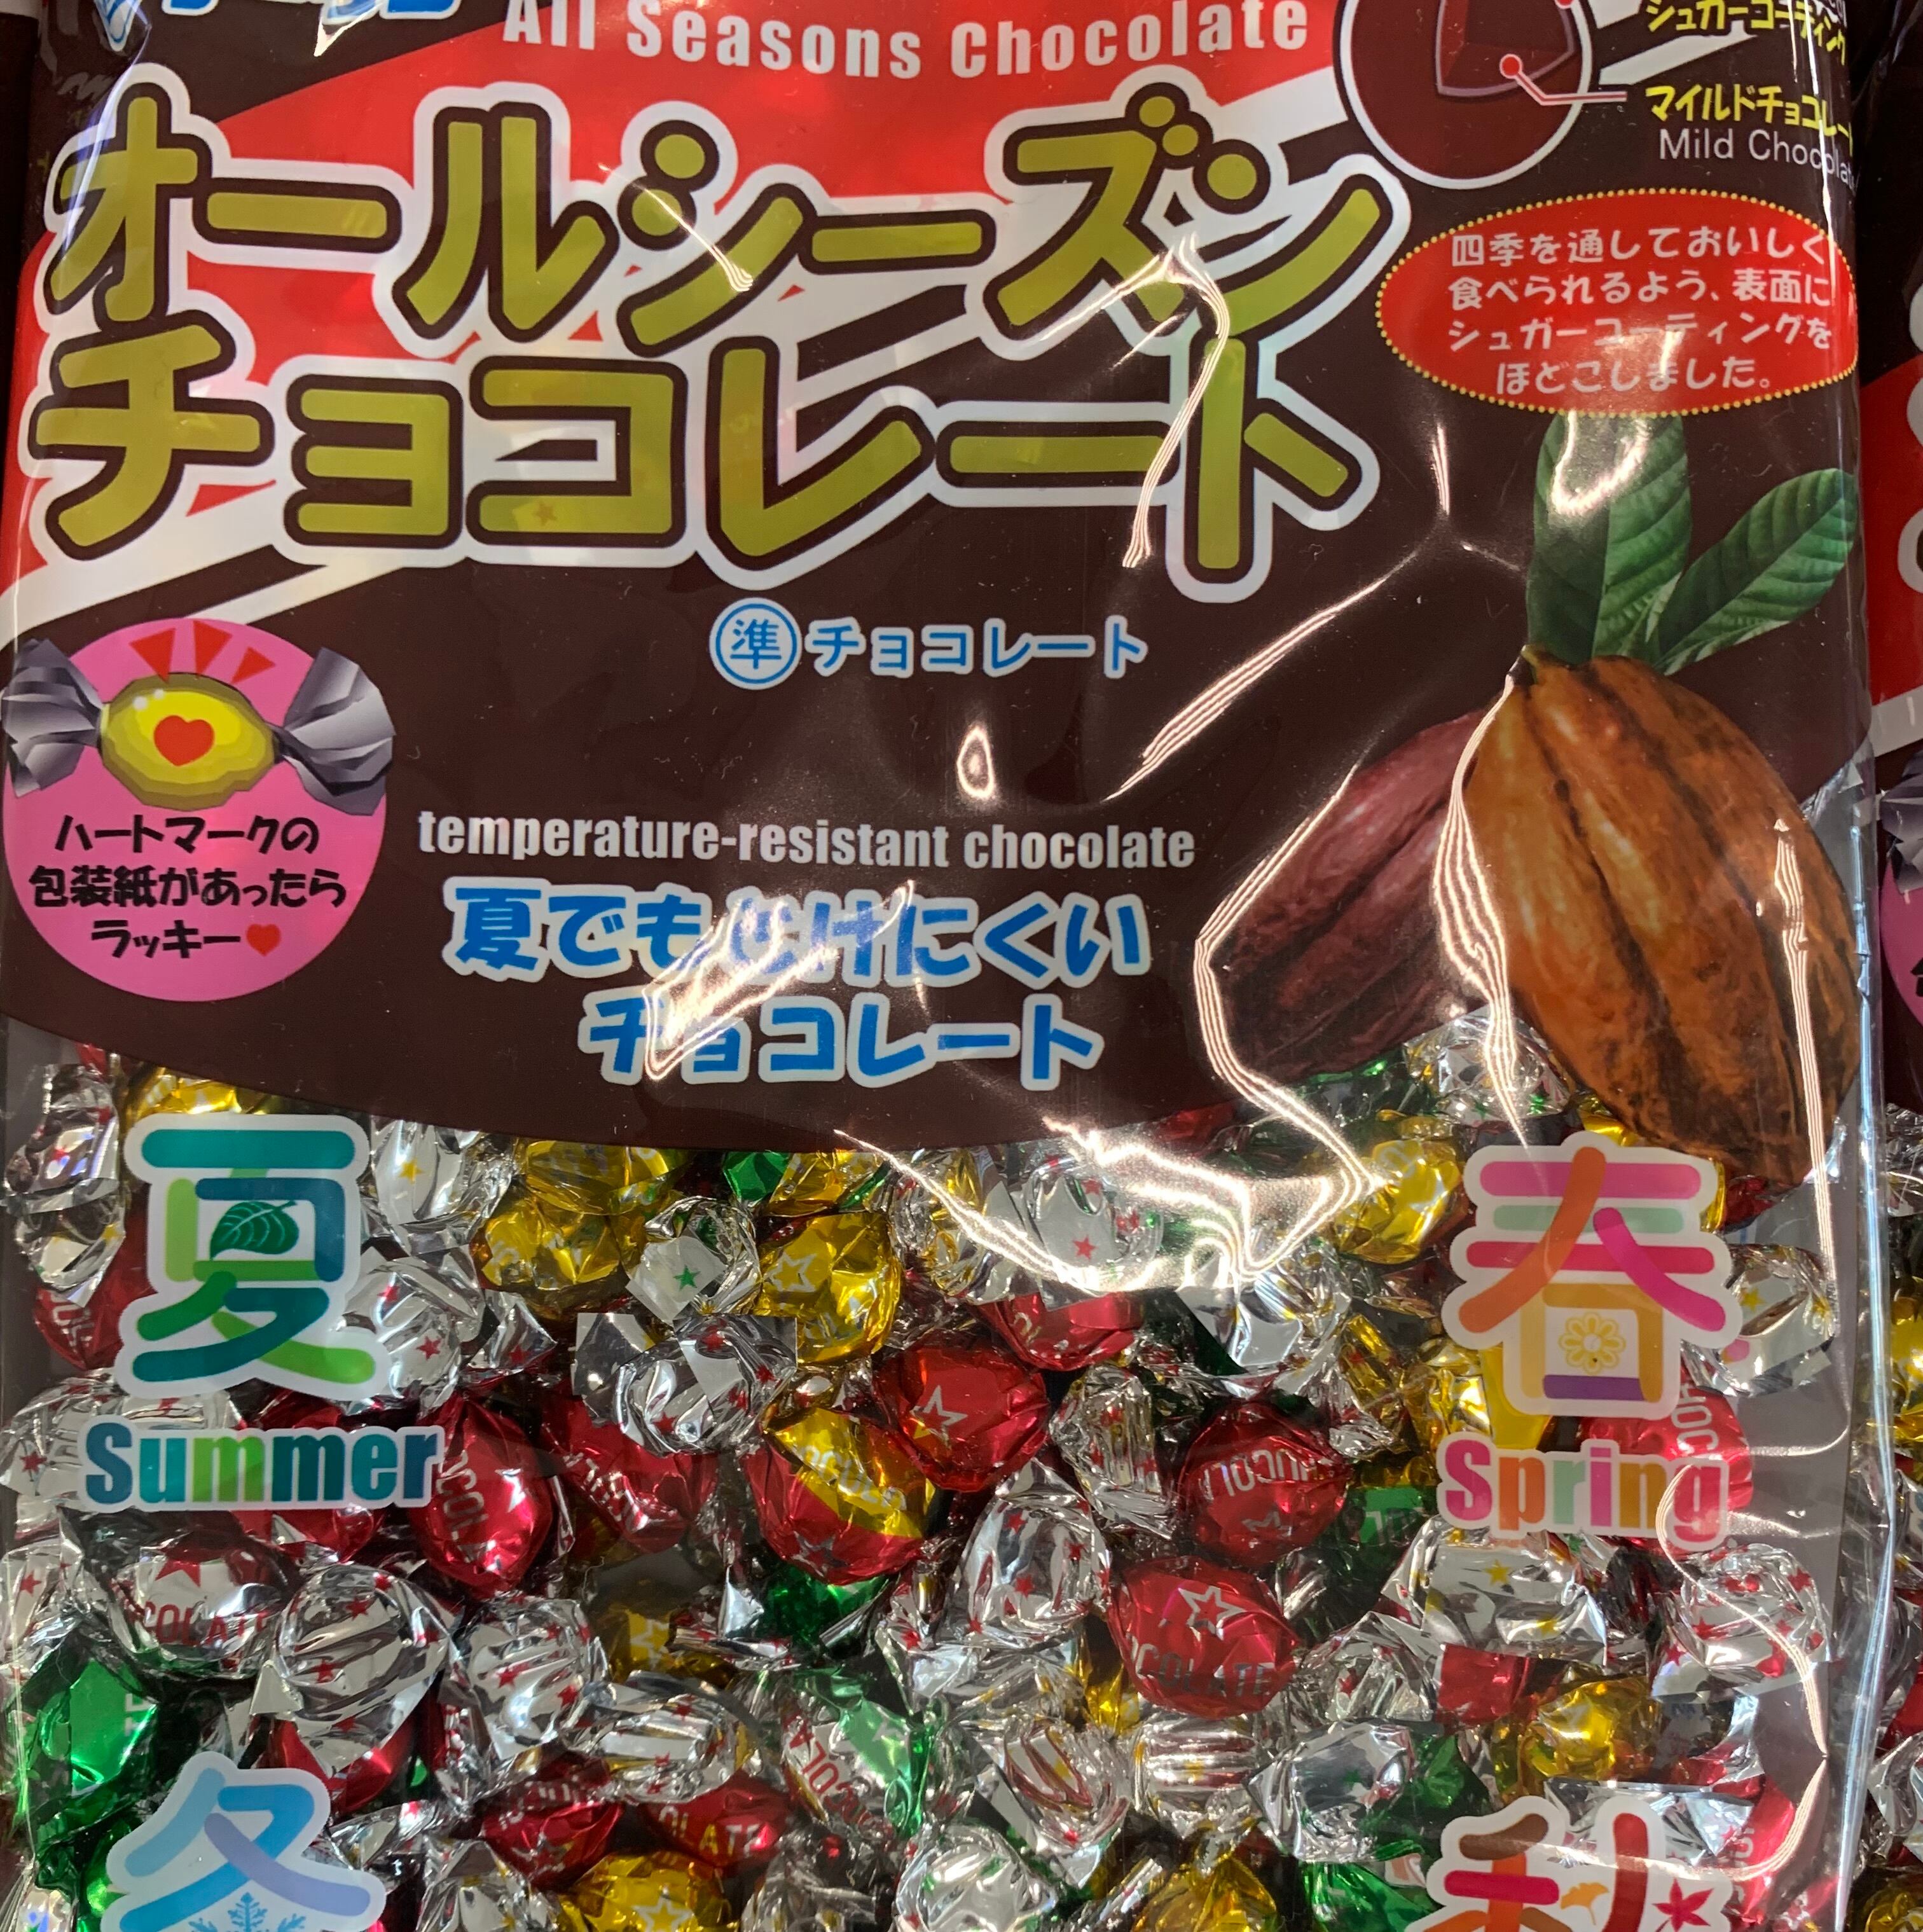 All Seasons Chocolate
シュガーコーティング
マイルドチョコレート
Mild Chocolate
オールシーズン
チョコレート
四季を通しておいしく
食べられるよう、表面に
シュガーコーティングを
ほどこしました。
準チョコレート
ハートマークの
包装紙があったら
ラッキー♥
temperature-resistant chocolate
夏でもとけにくい
チョコレート
夏
Summer
春
Spring
冬
秋